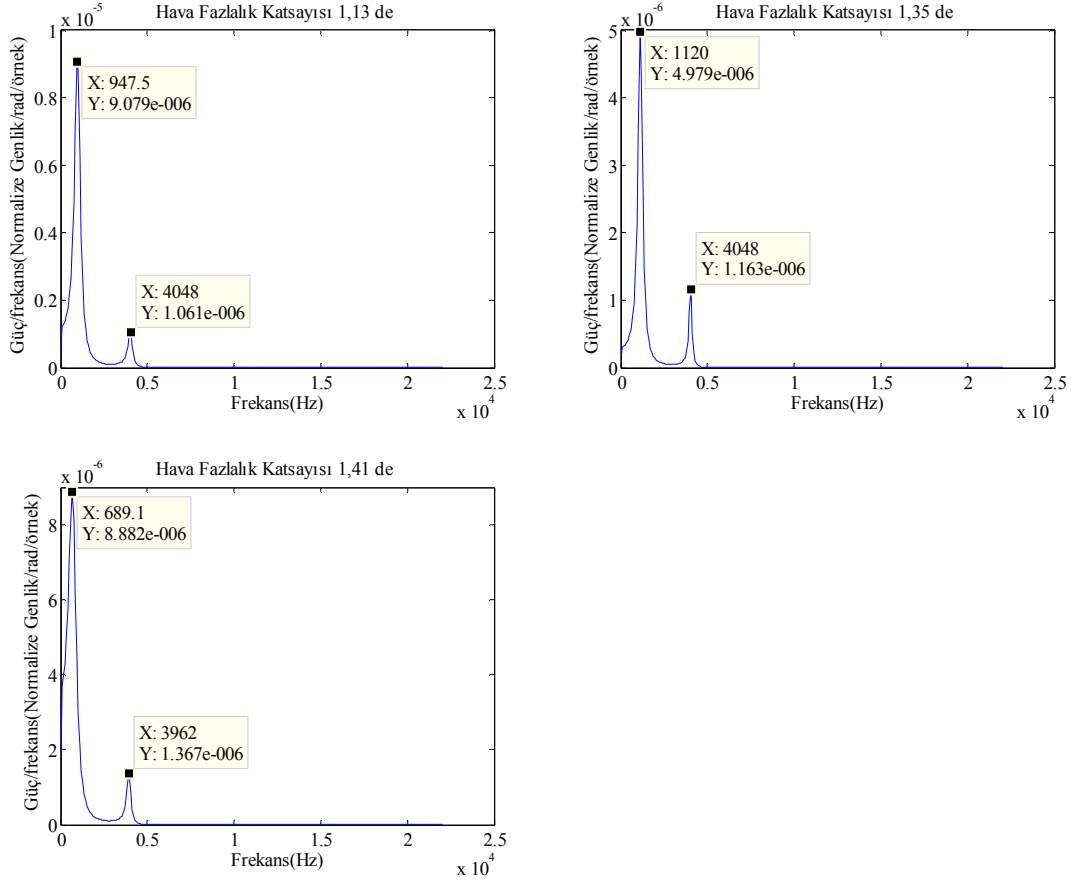 x 10^-5
Hava Fazlalık Katsayısı 1,13 de
Güç/frekans(Normalize Genlik/rad/örnek)
1
0.8
0.6
0.4
0.2
0
X: 947.5
Y: 9.079e-006
X: 4048
Y: 1.061e-006
0 0.5 1 1.5 2 2.5
Frekans(Hz)
x 10^4
x 10^-6
Hava Fazlalık Katsayısı 1,35 de
Güç/frekans(Normalize Genlik/rad/örnek)
5
4
3
2
1
0
X: 1120
Y: 4.979e-006
X: 4048
Y: 1.163e-006
0 0.5 1 1.5 2 2.5
Frekans(Hz)
x 10^4
x 10^-6
Hava Fazlalık Katsayısı 1,41 de
Güç/frekans(Normalize Genlik/rad/örnek)
8
6
4
2
0
X: 689.1
Y: 8.882e-006
X: 3962
Y: 1.367e-006
0 0.5 1 1.5 2 2.5
Frekans(Hz)
x 10^4